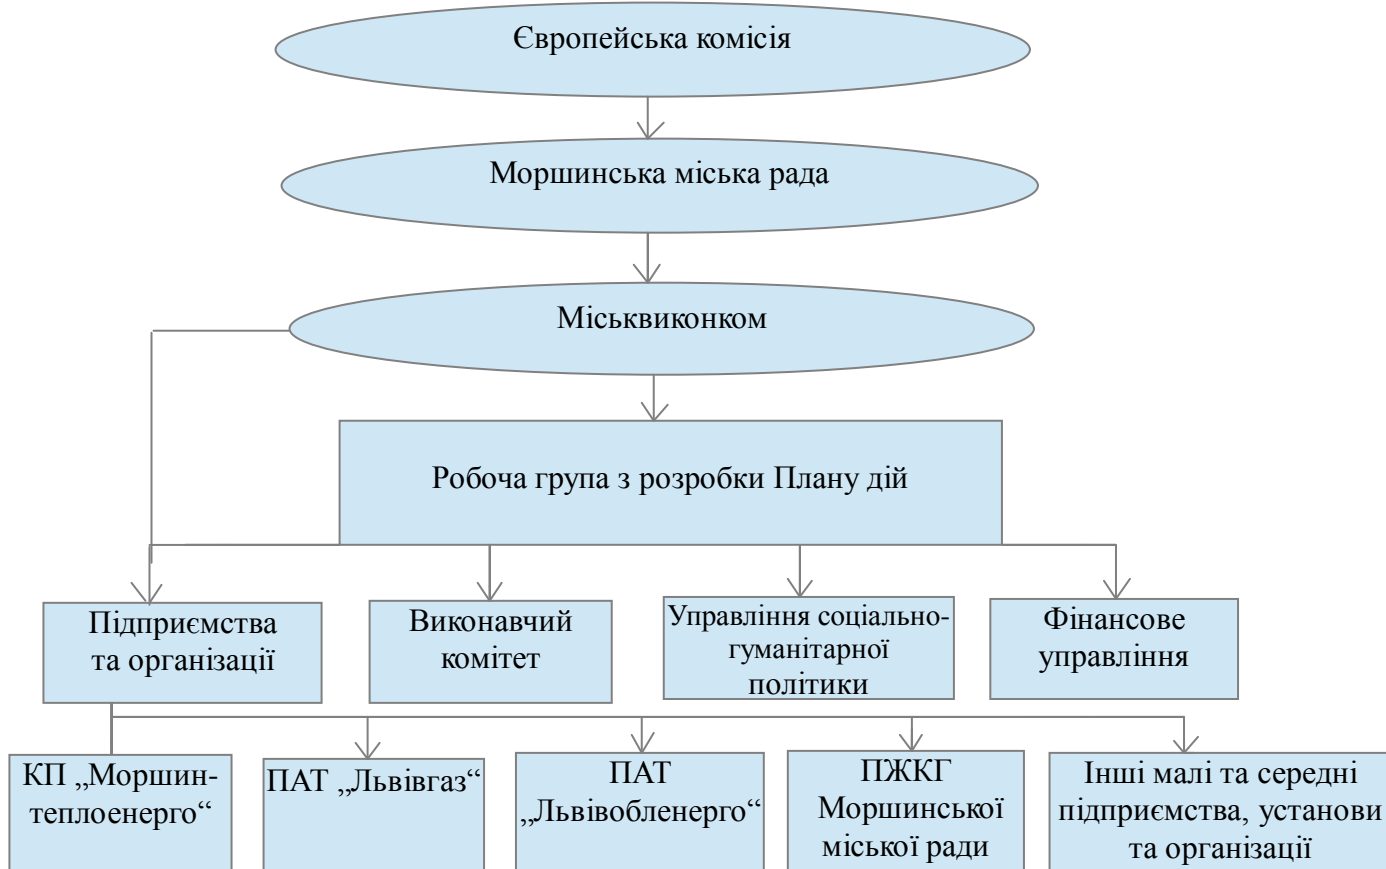 Європейська комісія
Моршинська міська рада
Міськвиконком
Робоча група з розробки Плану дій
Підприємства
та організації
Виконавчий
комітет
Управління соціально-
гуманітарної
політики
Фінансове
управління
КП „Моршин-
теплоенерго“
ПАТ „Львівгаз“
ПАТ
„Львівобленерго“
ПЖКГ
Моршинської
міської ради
Інші малі та середні
підприємства, установи
та організації